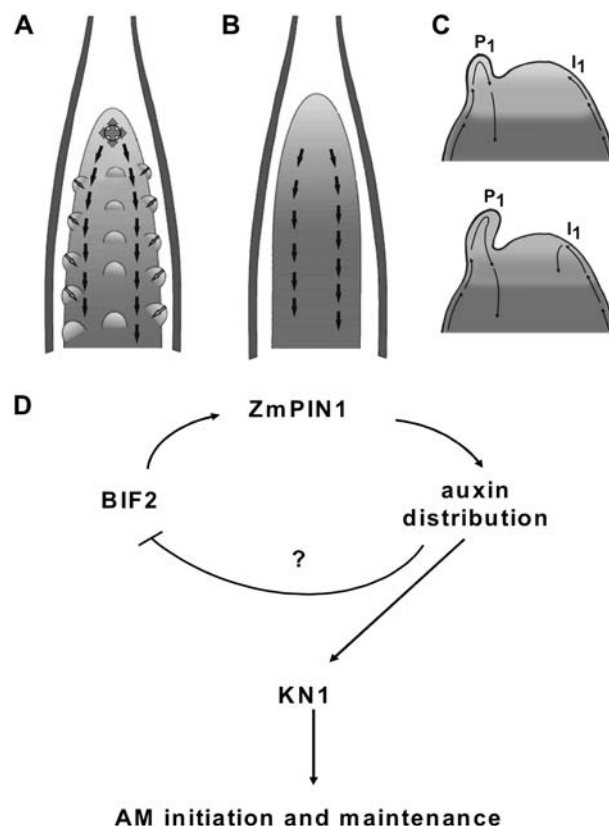 A
B
C
P1
I1
P1
I1
D
ZmPIN1
BIF2
auxin
distribution
?
KN1
AM initiation and maintenance